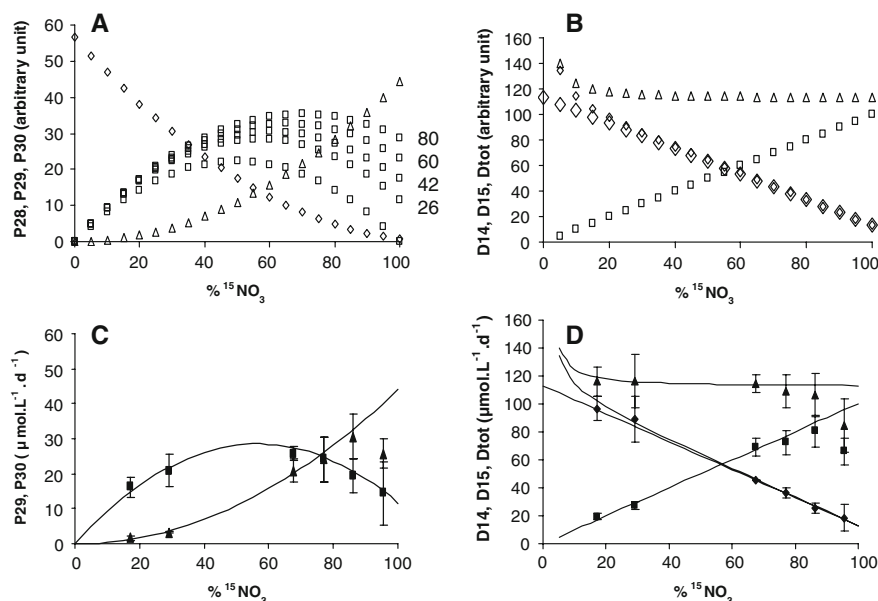 A
P28, P29, P30 (arbitrary unit)
60
50
40
30
20
10
0
80
60
42
26
0 20 40 60 80 100
% ¹⁵NO₃
B
D14, D15, Dtot (arbitrary unit)
160
140
120
100
80
60
40
20
0
0 20 40 60 80 100
% ¹⁵NO₃
C
P29, P30 ( µ mol.L⁻¹ .d⁻¹)
60
50
40
30
20
10
0
0 20 40 60 80 100
% ¹⁵NO₃
D
D14, D15, Dtot (µmol.L⁻¹.d⁻¹)
160
140
120
100
80
60
40
20
0
0 20 40 60 80 100
% ¹⁵NO₃